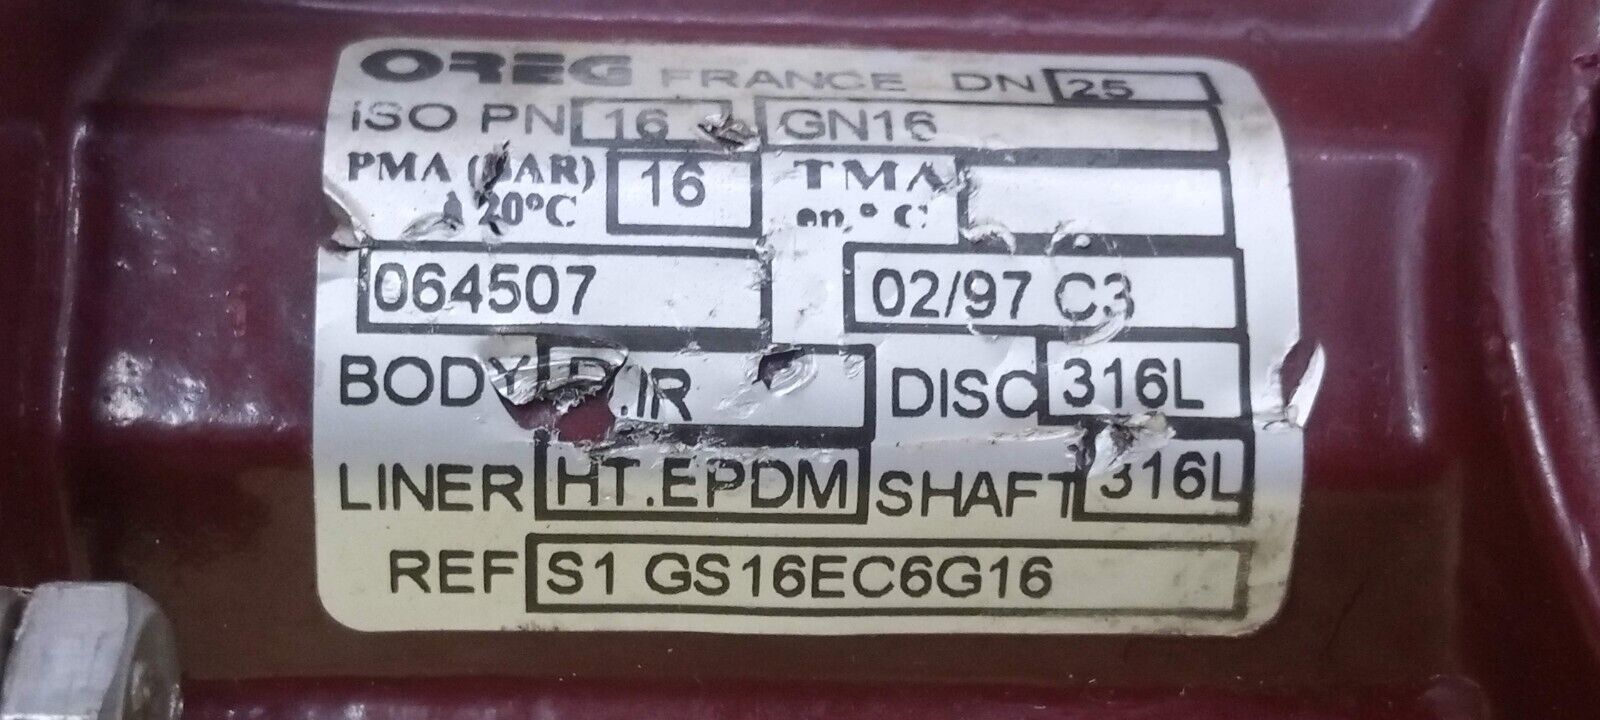 OREG FRANCE DN 25
iSO PN 16 GN16
PMA (BAR) 16 TMA
à 20°C en ° C
064507 02/97 C3
BODY D.IR DISC 316L
LINER HT.EPDM SHAFT 316L
REF S1 GS16EC6G16